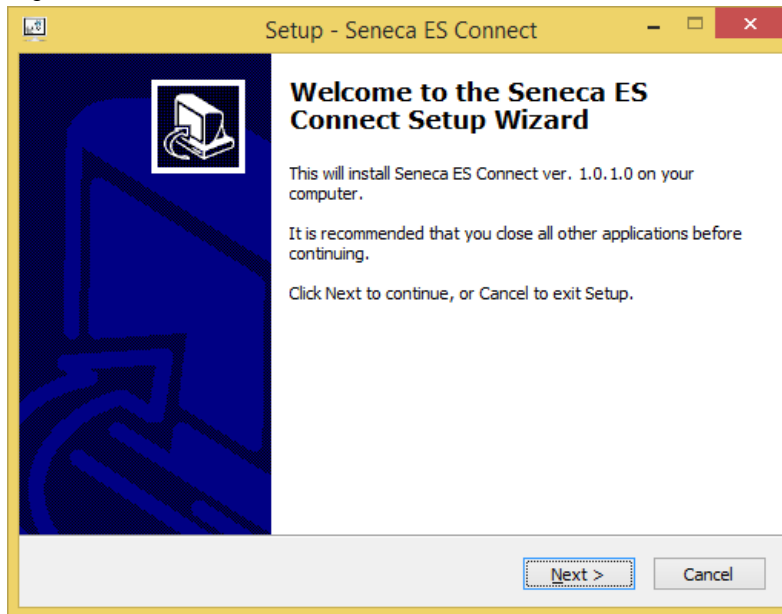 Setup - Seneca ES Connect
Welcome to the Seneca ES
Connect Setup Wizard
This will install Seneca ES Connect ver. 1.0.1.0 on your
computer.
It is recommended that you close all other applications before
continuing.
Click Next to continue, or Cancel to exit Setup.
Next >
Cancel